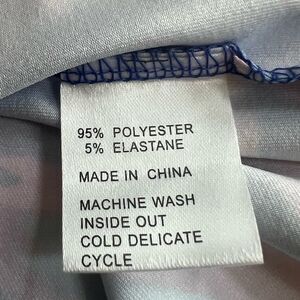 95% POLYESTER
5% ELASTANE
MADE IN CHINA
MACHINE WASH
INSIDE OUT
COLD DELICATE
CYCLE